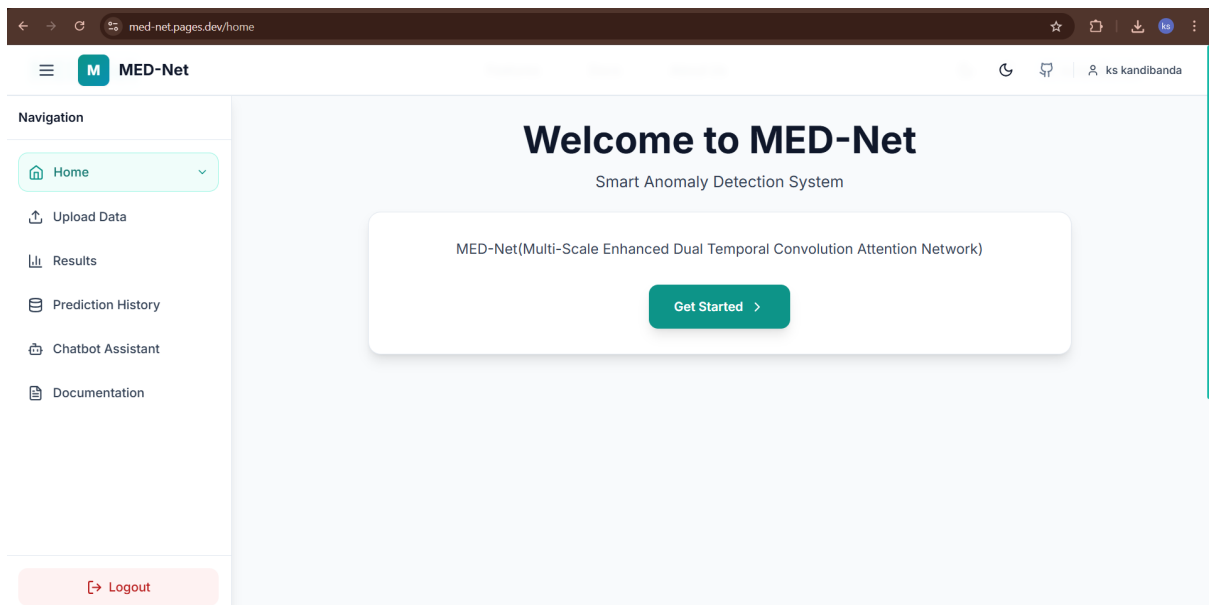 med-net.pages.dev/home
ks
M MED-Net
ks kandibanda
Navigation
Home
Upload Data
Results
Prediction History
Chatbot Assistant
Documentation
Logout
Welcome to MED-Net
Smart Anomaly Detection System
MED-Net(Multi-Scale Enhanced Dual Temporal Convolution Attention Network)
Get Started